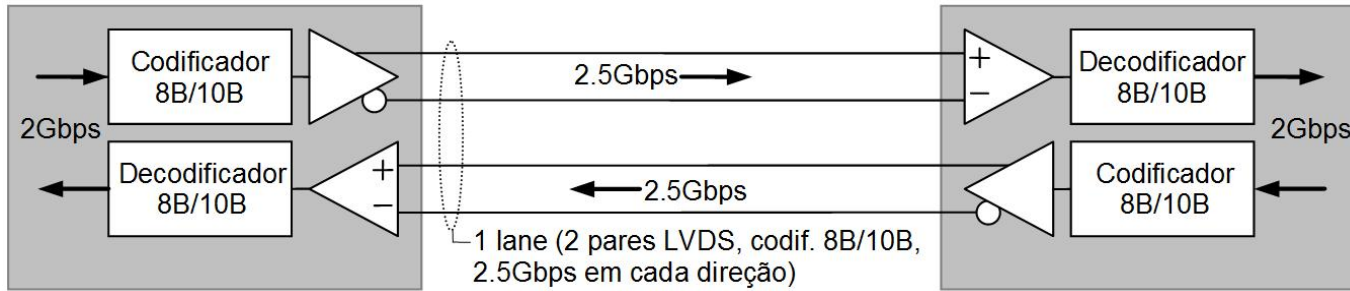 Codificador
8B/10B
2.5Gbps
+
−
Decodificador
8B/10B
2Gbps
2Gbps
Decodificador
8B/10B
+
−
2.5Gbps
Codificador
8B/10B
1 lane (2 pares LVDS, codif. 8B/10B,
2.5Gbps em cada direção)